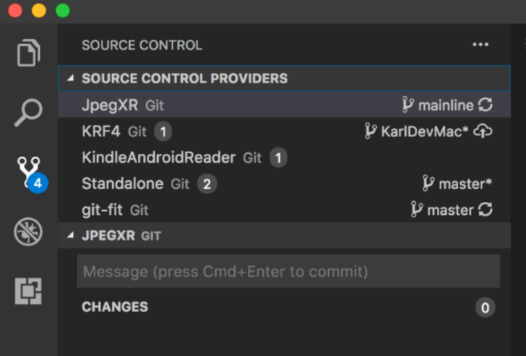 SOURCE CONTROL ...
SOURCE CONTROL PROVIDERS
JpegXR Git mainline
KRF4 Git 1 KarlDevMac*
KindleAndroidReader Git 1
Standalone Git 2 master*
4
git-fit Git master
JPEGXR GIT
Message (press Cmd+Enter to commit)
CHANGES 0